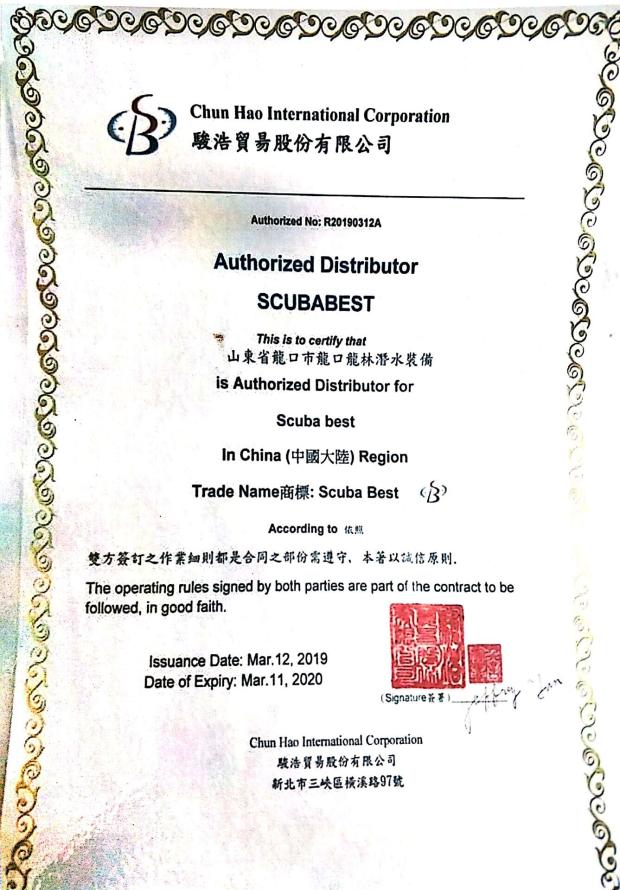 Chun Hao International Corporation
駿浩貿易股份有限公司
Authorized No: R20190312A
Authorized Distributor
SCUBABEST
This is to certify that
山東省龍口市龍口龍林潛水裝備
is Authorized Distributor for
Scuba best
In China (中國大陸) Region
Trade Name商標: Scuba Best
According to 依照
雙方簽訂之作業細則都是合同之部份需遵守、本著以誠信原則.
The operating rules signed by both parties are part of the contract to be
followed, in good faith.
Issuance Date: Mar.12, 2019
Date of Expiry: Mar.11, 2020
(Signature簽署)
Chun Hao International Corporation
駿浩貿易股份有限公司
新北市三峽區橫溪路97號